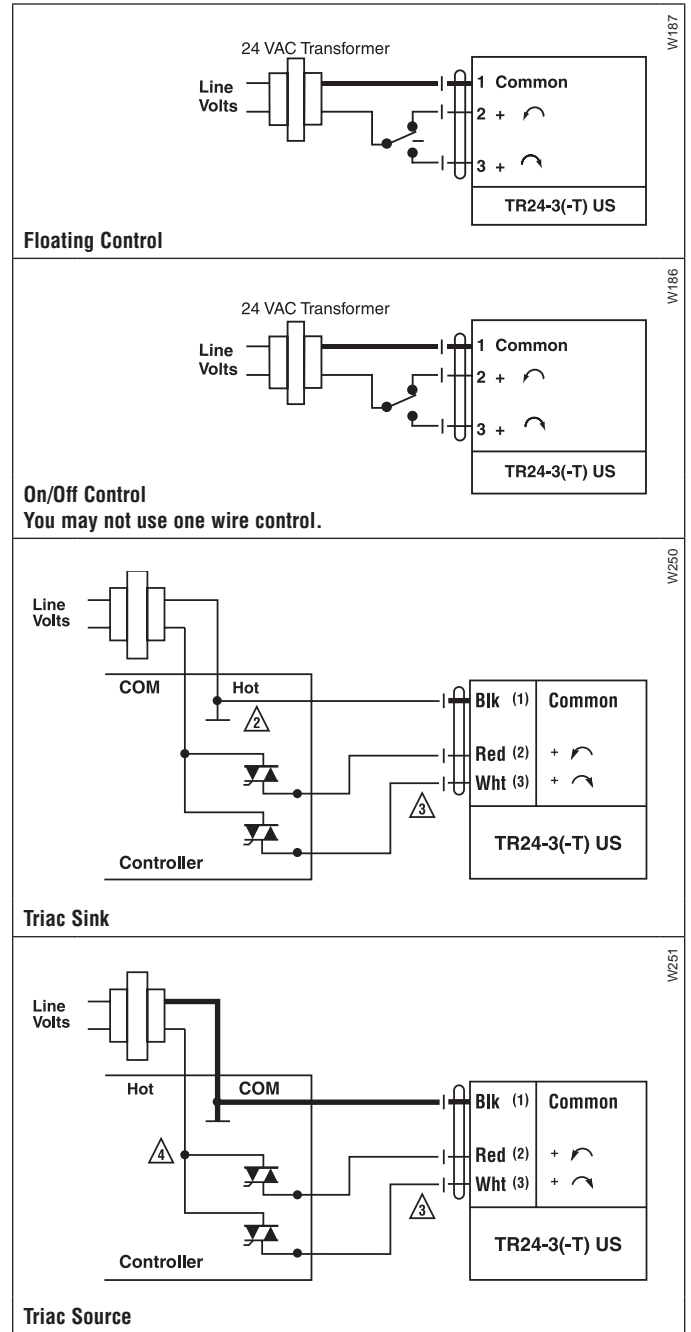 W187
24 VAC Transformer
Line
Volts
1 Common
2 +
3 +
TR24-3(-T) US
Floating Control
W186
24 VAC Transformer
Line
Volts
1 Common
2 +
3 +
TR24-3(-T) US
On/Off Control
You may not use one wire control.
W250
Line
Volts
COM Hot
2
Blk (1) Common
Red (2) +
Wht (3) +
3
TR24-3(-T) US
Controller
Triac Sink
W251
Line
Volts
Hot COM
Blk (1) Common
4
Red (2) +
Wht (3) +
3
TR24-3(-T) US
Controller
Triac Source